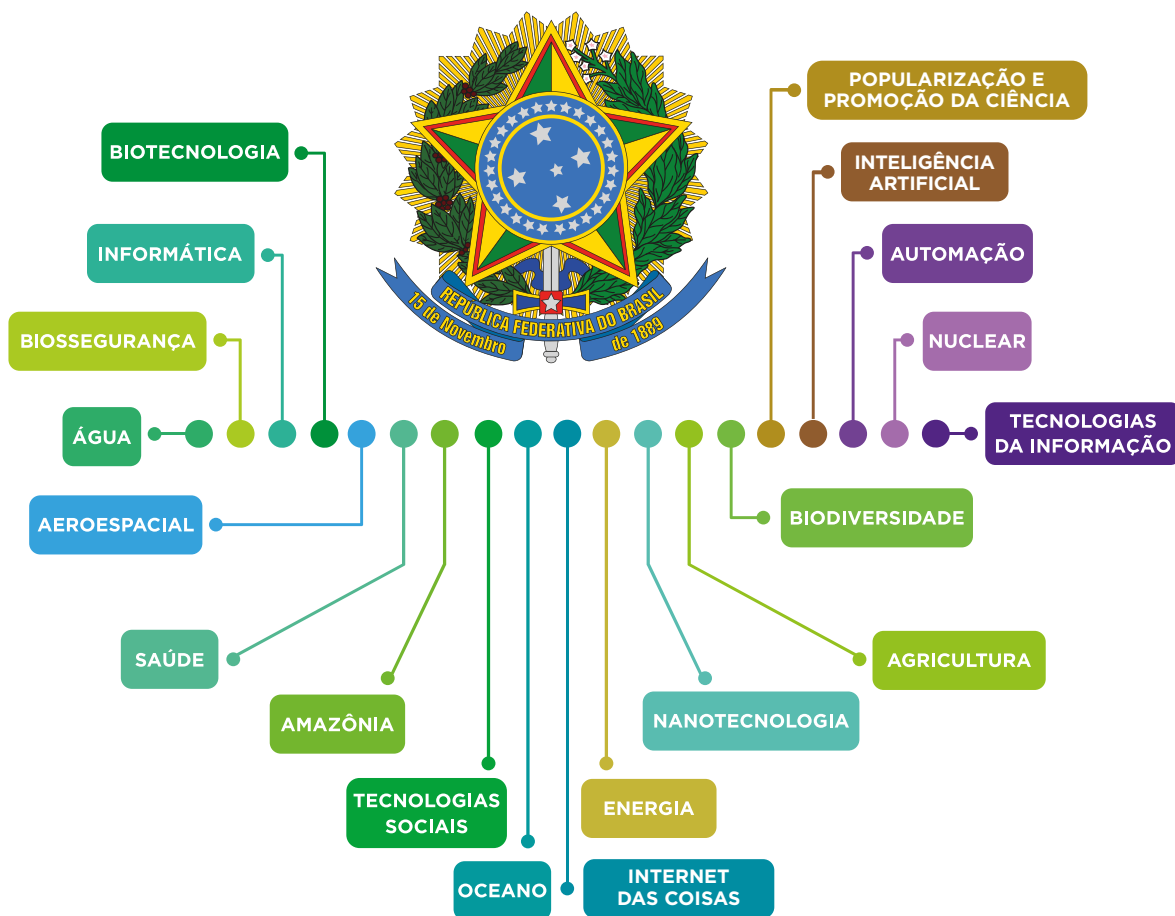 POPULARIZAÇÃO E
PROMOÇÃO DA CIÊNCIA
BIOTECNOLOGIA
INTELIGÊNCIA
ARTIFICIAL
INFORMÁTICA
AUTOMAÇÃO
REPÚBLICA FEDERATIVA DO BRASIL
15 de Novembro
de 1889
BIOSSEGURANÇA
NUCLEAR
ÁGUA
TECNOLOGIAS
DA INFORMAÇÃO
AEROESPACIAL
BIODIVERSIDADE
SAÚDE
AGRICULTURA
AMAZÔNIA
NANOTECNOLOGIA
TECNOLOGIAS
SOCIAIS
ENERGIA
OCEANO
INTERNET
DAS COISAS